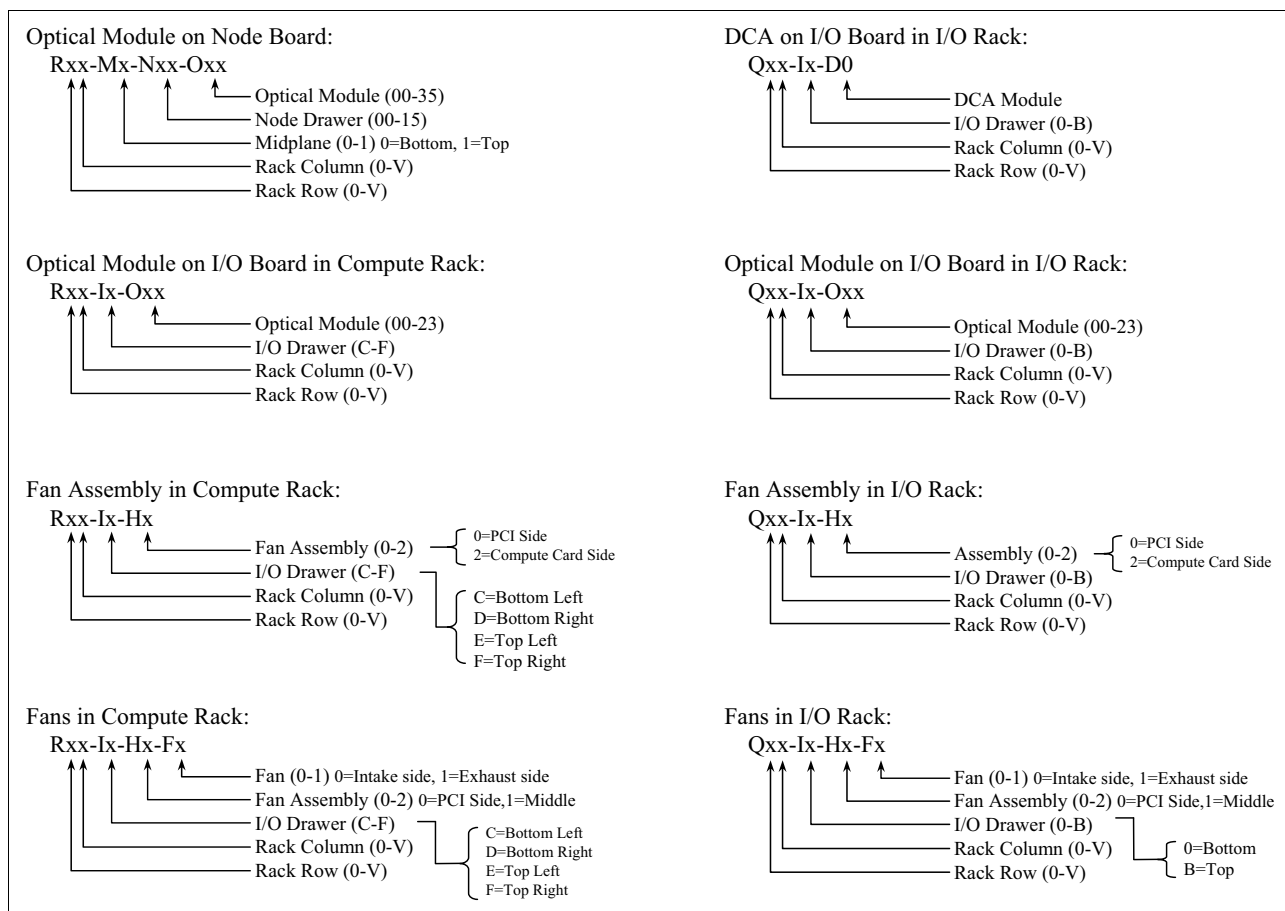 Optical Module on Node Board:
Rxx-Mx-Nxx-Oxx
Optical Module (00-35)
Node Drawer (00-15)
Midplane (0-1) 0=Bottom, 1=Top
Rack Column (0-V)
Rack Row (0-V)
DCA on I/O Board in I/O Rack:
Qxx-Ix-D0
DCA Module
I/O Drawer (0-B)
Rack Column (0-V)
Rack Row (0-V)
Optical Module on I/O Board in Compute Rack:
Rxx-Ix-Oxx
Optical Module (00-23)
I/O Drawer (C-F)
Rack Column (0-V)
Rack Row (0-V)
Optical Module on I/O Board in I/O Rack:
Qxx-Ix-Oxx
Optical Module (00-23)
I/O Drawer (0-B)
Rack Column (0-V)
Rack Row (0-V)
Fan Assembly in Compute Rack:
Rxx-Ix-Hx
Fan Assembly (0-2)
0=PCI Side
2=Compute Card Side
I/O Drawer (C-F)
Rack Column (0-V)
Rack Row (0-V)
C=Bottom Left
D=Bottom Right
E=Top Left
F=Top Right
Fan Assembly in I/O Rack:
Qxx-Ix-Hx
Assembly (0-2)
0=PCI Side
2=Compute Card Side
I/O Drawer (0-B)
Rack Column (0-V)
Rack Row (0-V)
Fans in Compute Rack:
Rxx-Ix-Hx-Fx
Fan (0-1) 0=Intake side, 1=Exhaust side
Fan Assembly (0-2) 0=PCI Side,1=Middle
I/O Drawer (C-F)
Rack Column (0-V)
Rack Row (0-V)
C=Bottom Left
D=Bottom Right
E=Top Left
F=Top Right
Fans in I/O Rack:
Qxx-Ix-Hx-Fx
Fan (0-1) 0=Intake side, 1=Exhaust side
Fan Assembly (0-2) 0=PCI Side,1=Middle
I/O Drawer (0-B)
Rack Column (0-V)
Rack Row (0-V)
0=Bottom
B=Top